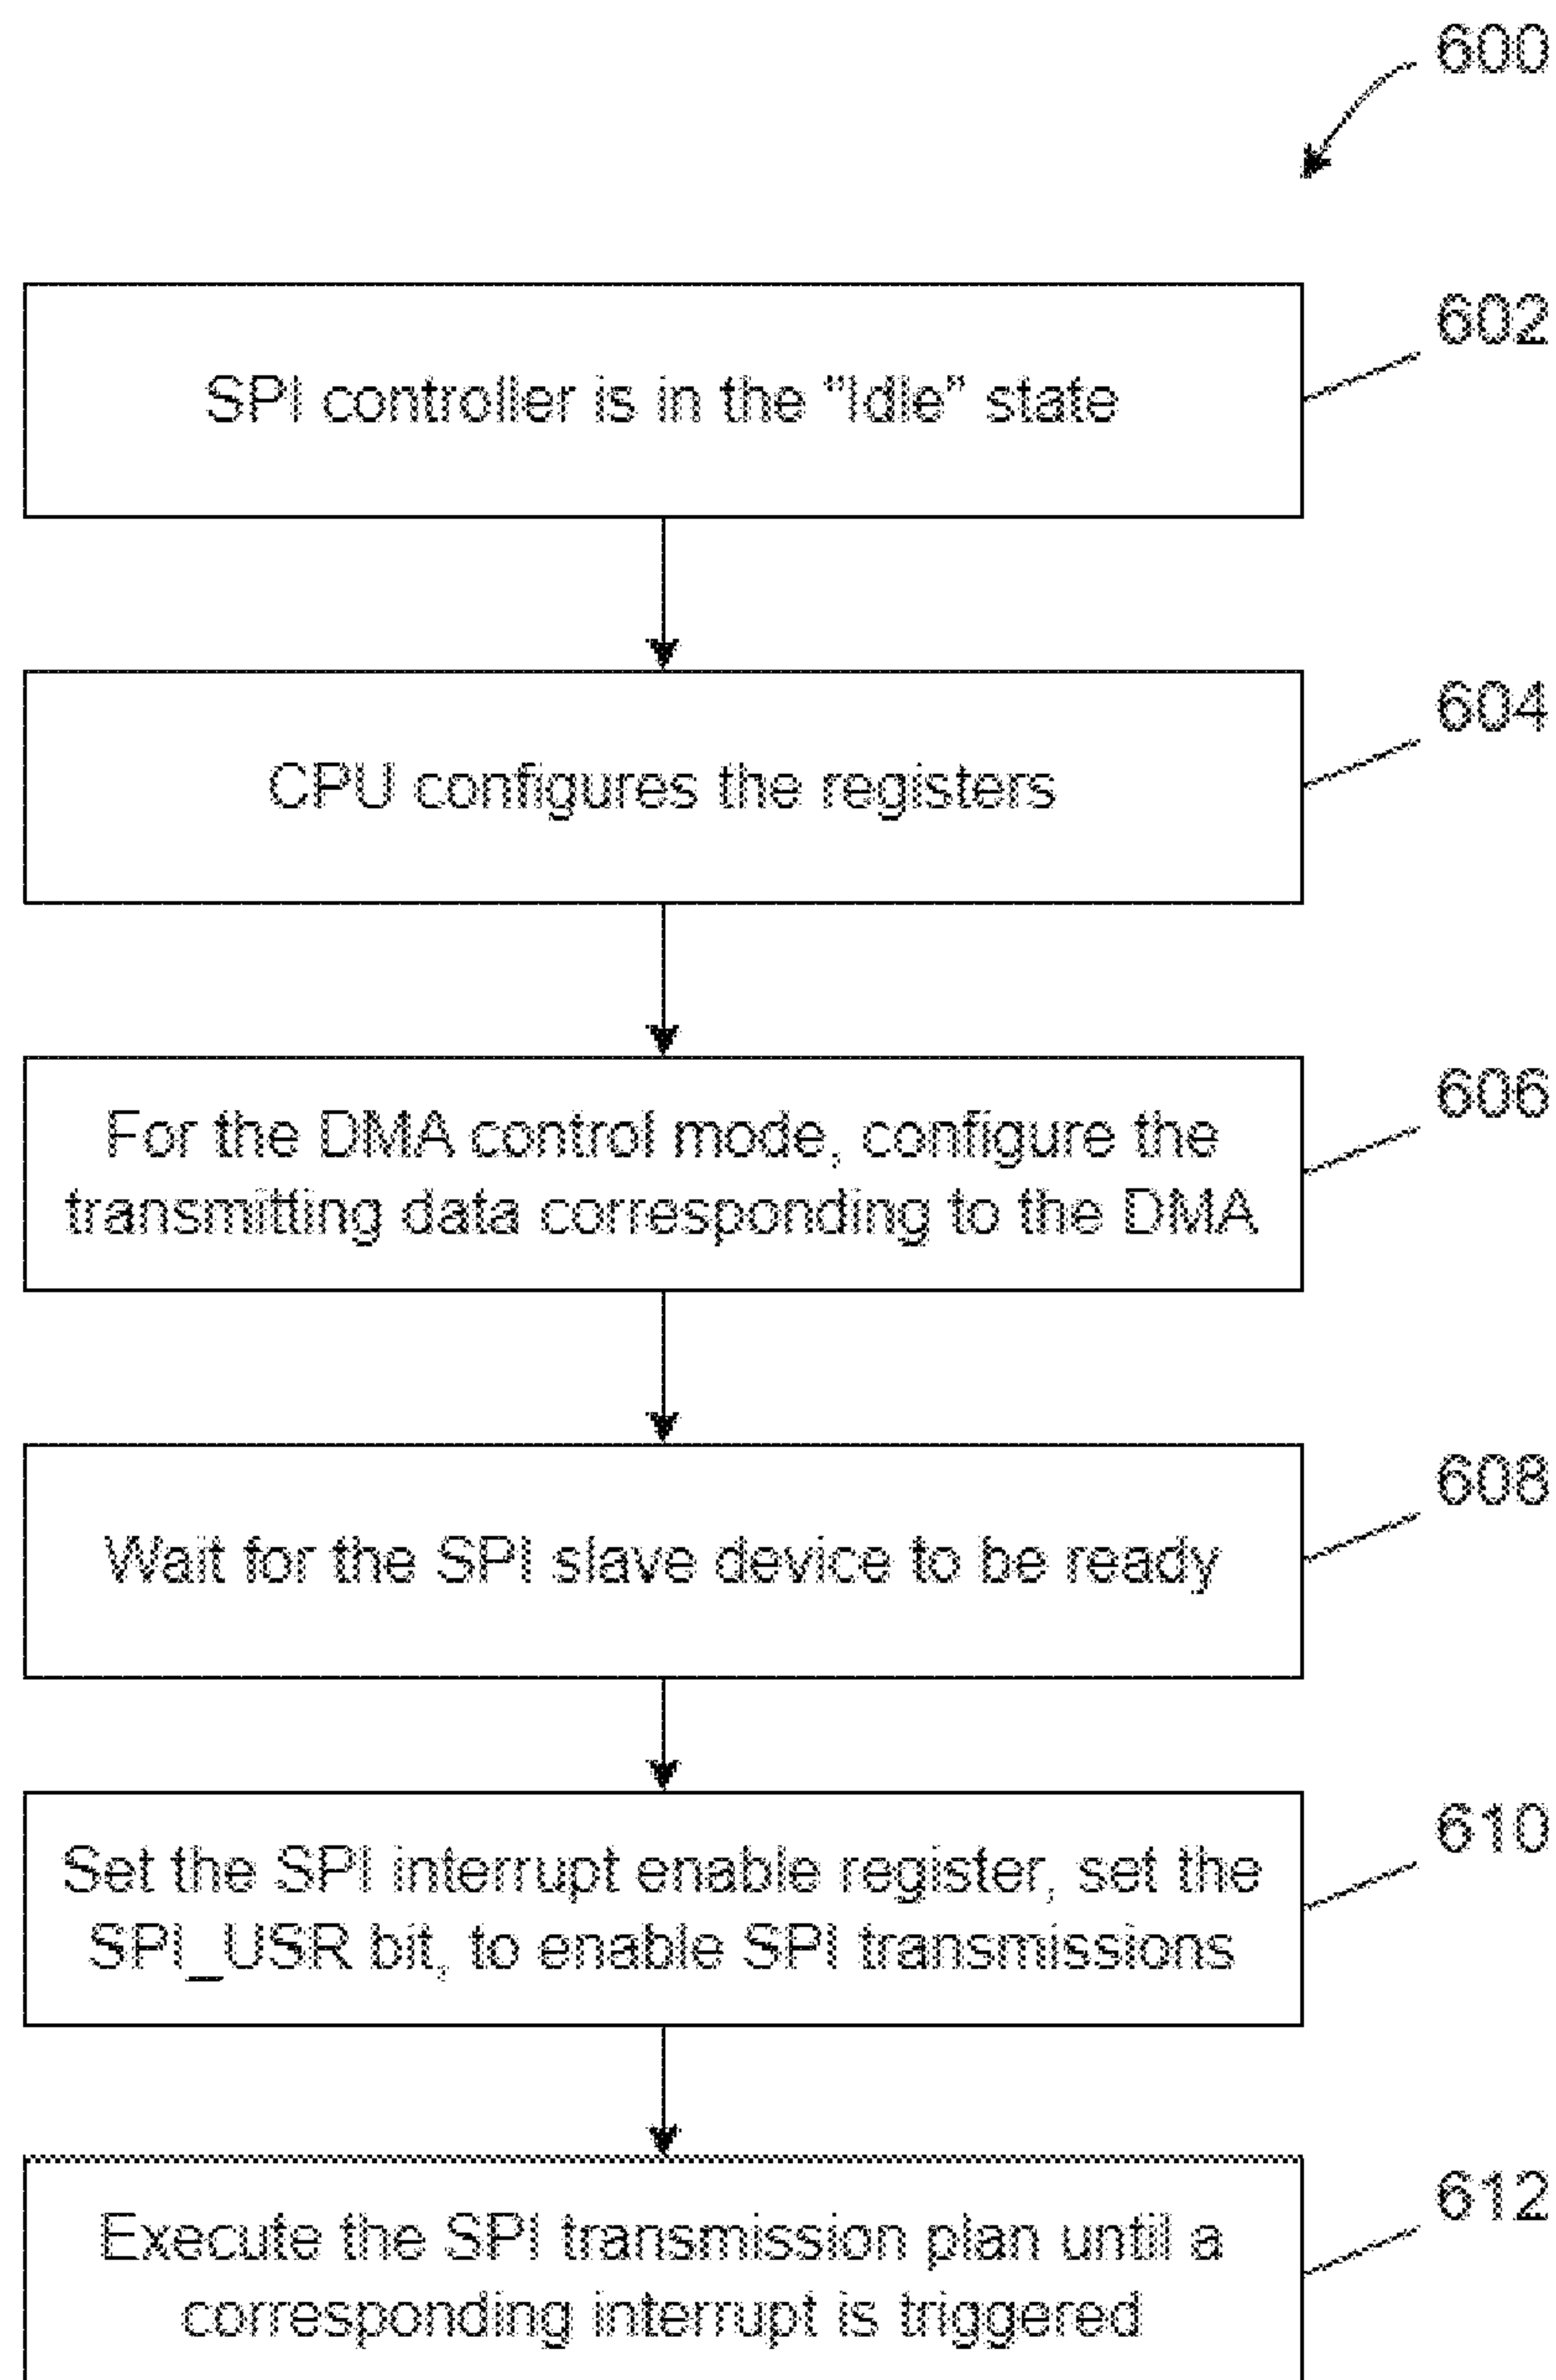 600
602
SPI controller is in the "Idle" state
604
CPU configures the registers
606
For the DMA control mode, configure the
transmitting data corresponding to the DMA
608
Wait for the SPI slave device to be ready
610
Set the SPI interrupt enable register, set the
SPI_USR bit, to enable SPI transmissions
612
Execute the SPI transmission plan until a
corresponding interrupt is triggered